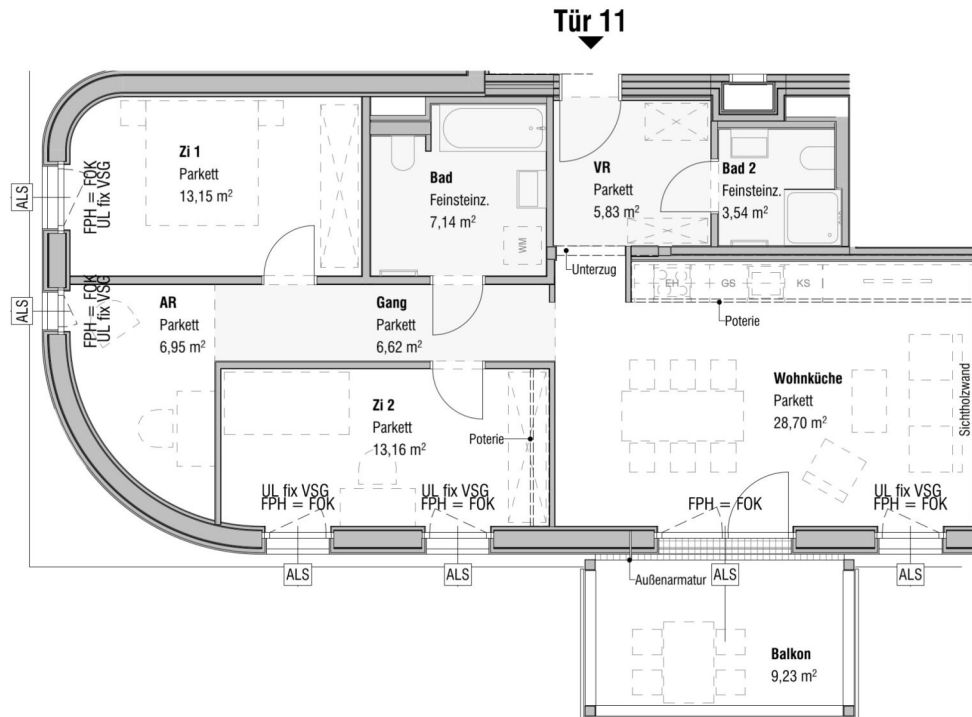 Tür 11
Zi 1
Parkett
13,15 m²
Bad
Feinsteinz.
7,14 m²
WM
VR
Parkett
5,83 m²
Bad 2
Feinsteinz.
3,54 m²
ALS
FPH = FOK
UL fix VSG
Unterzug
EH
GS
KS
Poterie
ALS
FPH = FOK
UL fix VSG
AR
Parkett
6,95 m²
Gang
Parkett
6,62 m²
Wohnküche
Parkett
28,70 m²
Sichtholzwand
Zi 2
Parkett
13,16 m²
Poterie
UL fix VSG
FPH = FOK
UL fix VSG
FPH = FOK
FPH = FOK
UL fix VSG
FPH = FOK
ALS
ALS
Außenarmatur
ALS
ALS
Balkon
9,23 m²